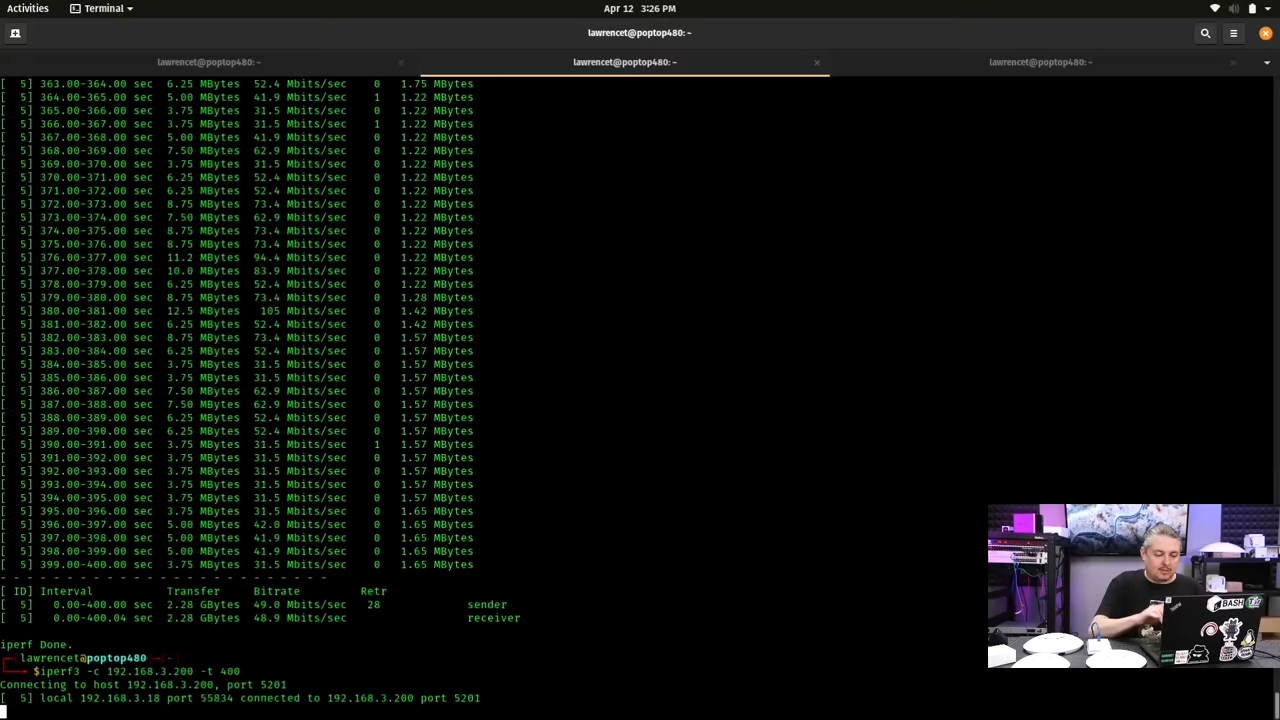 Activities Terminal Apr 12 3:26 PM
lawrencet@poptop480: ~
lawrencet@poptop480: ~ lawrencet@poptop480: ~ lawrencet@poptop480: ~
[ 5] 363.00-364.00 sec 6.25 MBytes 52.4 Mbits/sec 0 1.75 MBytes
[ 5] 364.00-365.00 sec 5.00 MBytes 41.9 Mbits/sec 1 1.22 MBytes
[ 5] 365.00-366.00 sec 3.75 MBytes 31.5 Mbits/sec 0 1.22 MBytes
[ 5] 366.00-367.00 sec 3.75 MBytes 31.5 Mbits/sec 1 1.22 MBytes
[ 5] 367.00-368.00 sec 5.00 MBytes 41.9 Mbits/sec 0 1.22 MBytes
[ 5] 368.00-369.00 sec 7.50 MBytes 62.9 Mbits/sec 0 1.22 MBytes
[ 5] 369.00-370.00 sec 3.75 MBytes 31.5 Mbits/sec 0 1.22 MBytes
[ 5] 370.00-371.00 sec 6.25 MBytes 52.4 Mbits/sec 0 1.22 MBytes
[ 5] 371.00-372.00 sec 6.25 MBytes 52.4 Mbits/sec 0 1.22 MBytes
[ 5] 372.00-373.00 sec 8.75 MBytes 73.4 Mbits/sec 0 1.22 MBytes
[ 5] 373.00-374.00 sec 7.50 MBytes 62.9 Mbits/sec 0 1.22 MBytes
[ 5] 374.00-375.00 sec 8.75 MBytes 73.4 Mbits/sec 0 1.22 MBytes
[ 5] 375.00-376.00 sec 8.75 MBytes 73.4 Mbits/sec 0 1.22 MBytes
[ 5] 376.00-377.00 sec 11.2 MBytes 94.4 Mbits/sec 0 1.22 MBytes
[ 5] 377.00-378.00 sec 10.0 MBytes 83.9 Mbits/sec 0 1.22 MBytes
[ 5] 378.00-379.00 sec 6.25 MBytes 52.4 Mbits/sec 0 1.22 MBytes
[ 5] 379.00-380.00 sec 8.75 MBytes 73.4 Mbits/sec 0 1.28 MBytes
[ 5] 380.00-381.00 sec 12.5 MBytes 105 Mbits/sec 0 1.42 MBytes
[ 5] 381.00-382.00 sec 6.25 MBytes 52.4 Mbits/sec 0 1.42 MBytes
[ 5] 382.00-383.00 sec 8.75 MBytes 73.4 Mbits/sec 0 1.57 MBytes
[ 5] 383.00-384.00 sec 6.25 MBytes 52.4 Mbits/sec 0 1.57 MBytes
[ 5] 384.00-385.00 sec 3.75 MBytes 31.5 Mbits/sec 0 1.57 MBytes
[ 5] 385.00-386.00 sec 3.75 MBytes 31.5 Mbits/sec 0 1.57 MBytes
[ 5] 386.00-387.00 sec 7.50 MBytes 62.9 Mbits/sec 0 1.57 MBytes
[ 5] 387.00-388.00 sec 7.50 MBytes 62.9 Mbits/sec 0 1.57 MBytes
[ 5] 388.00-389.00 sec 6.25 MBytes 52.4 Mbits/sec 0 1.57 MBytes
[ 5] 389.00-390.00 sec 6.25 MBytes 52.4 Mbits/sec 0 1.57 MBytes
[ 5] 390.00-391.00 sec 3.75 MBytes 31.5 Mbits/sec 1 1.57 MBytes
[ 5] 391.00-392.00 sec 3.75 MBytes 31.5 Mbits/sec 0 1.57 MBytes
[ 5] 392.00-393.00 sec 3.75 MBytes 31.5 Mbits/sec 0 1.57 MBytes
[ 5] 393.00-394.00 sec 3.75 MBytes 31.5 Mbits/sec 0 1.57 MBytes
[ 5] 394.00-395.00 sec 3.75 MBytes 31.5 Mbits/sec 0 1.57 MBytes
[ 5] 395.00-396.00 sec 3.75 MBytes 31.5 Mbits/sec 0 1.65 MBytes
[ 5] 396.00-397.00 sec 5.00 MBytes 42.0 Mbits/sec 0 1.65 MBytes
[ 5] 397.00-398.00 sec 5.00 MBytes 41.9 Mbits/sec 0 1.65 MBytes
[ 5] 398.00-399.00 sec 5.00 MBytes 41.9 Mbits/sec 0 1.65 MBytes
[ 5] 399.00-400.00 sec 3.75 MBytes 31.5 Mbits/sec 0 1.65 MBytes
- - - - - - - - - - - - - - - - - - - - - - - - -
[ ID] Interval Transfer Bitrate Retr
[ 5] 0.00-400.00 sec 2.28 GBytes 49.0 Mbits/sec 28 sender
[ 5] 0.00-400.04 sec 2.28 GBytes 48.9 Mbits/sec receiver
iperf Done.
lawrencet@poptop480 ~
$iperf3 -c 192.168.3.200 -t 400
Connecting to host 192.168.3.200, port 5201
[ 5] local 192.168.3.18 port 55834 connected to 192.168.3.200 port 5201
BASH